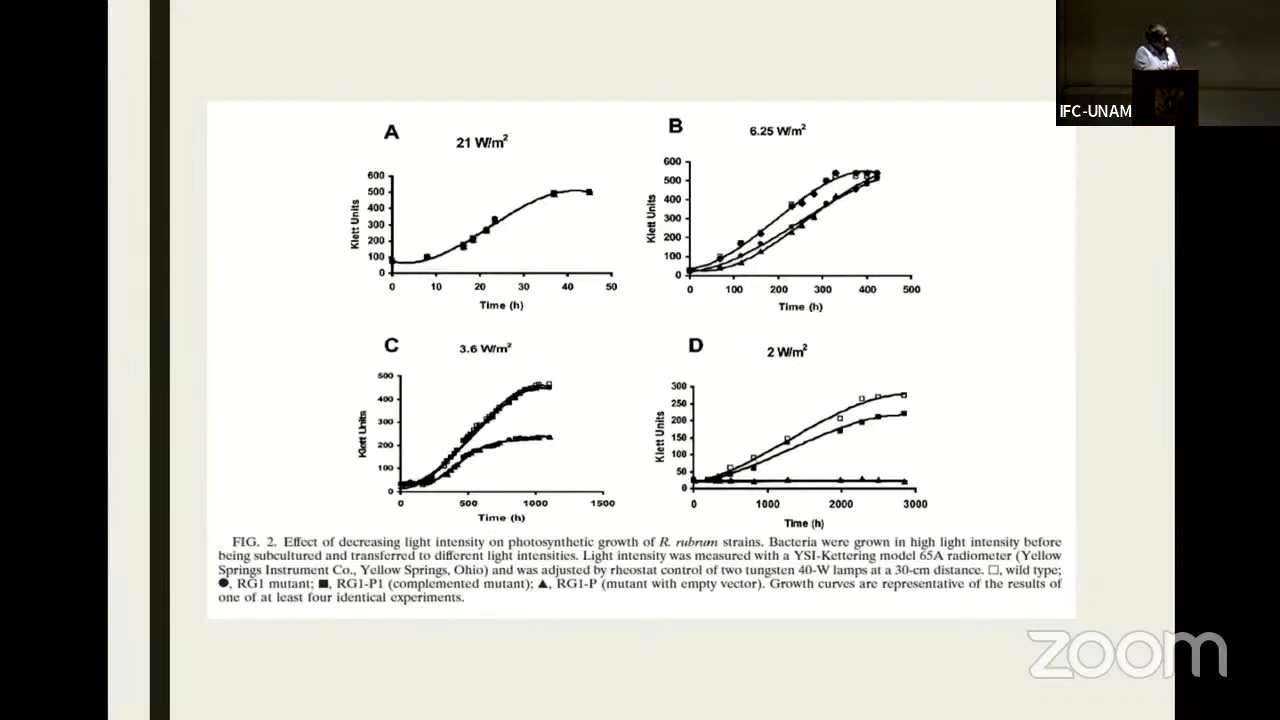 IFC-UNAM
A
21 W/m²
Klett Units
600
500
400
300
200
100
0
0 10 20 30 40 50
Time (h)
B
6.25 W/m²
Klett Units
600
500
400
300
200
100
0
0 100 200 300 400 500
Time (h)
C
3.6 W/m²
Klett Units
500
400
300
200
100
0
0 500 1000 1500
Time (h)
D
2 W/m²
Klett Units
300
250
200
150
100
50
0
0 1000 2000 3000
Time (h)
FIG. 2. Effect of decreasing light intensity on photosynthetic growth of R. rubrum strains. Bacteria were grown in high light intensity before
being subcultured and transferred to different light intensities. Light intensity was measured with a YSI-Kettering model 65A radiometer (Yellow
Springs Instrument Co., Yellow Springs, Ohio) and was adjusted by rheostat control of two tungsten 40-W lamps at a 30-cm distance. □, wild type;
●, RG1 mutant; ■, RG1-P1 (complemented mutant); ▲, RG1-P (mutant with empty vector). Growth curves are representative of the results of
one of at least four identical experiments.
zoom